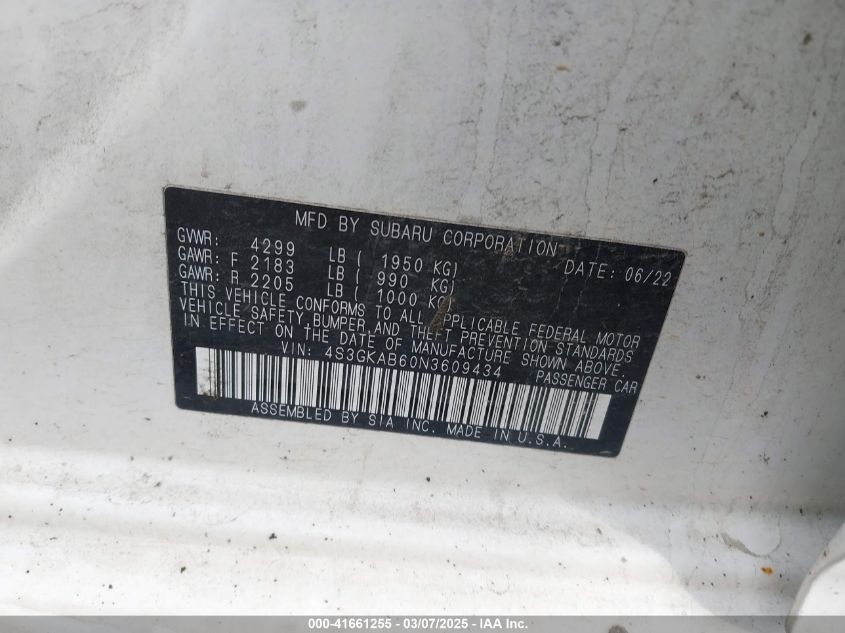 MFD BY SUBARU CORPORATION
GVWR: 4299 LB ( 1950 KG) DATE: 06/22
GAWR: F 2183 LB ( 990 KG)
GAWR: R 2205 LB ( 1000 KG)
THIS VEHICLE CONFORMS TO ALL APPLICABLE FEDERAL MOTOR
VEHICLE SAFETY,BUMPER,AND THEFT PREVENTION STANDARDS
IN EFFECT ON THE DATE OF MANUFACTURE SHOWN ABOVE.
VIN: 4S3GKAB60N3609434 PASSENGER CAR
ASSEMBLED BY SIA INC. MADE IN U.S.A.
000-41661255 - 03/07/2025 - IAA Inc.